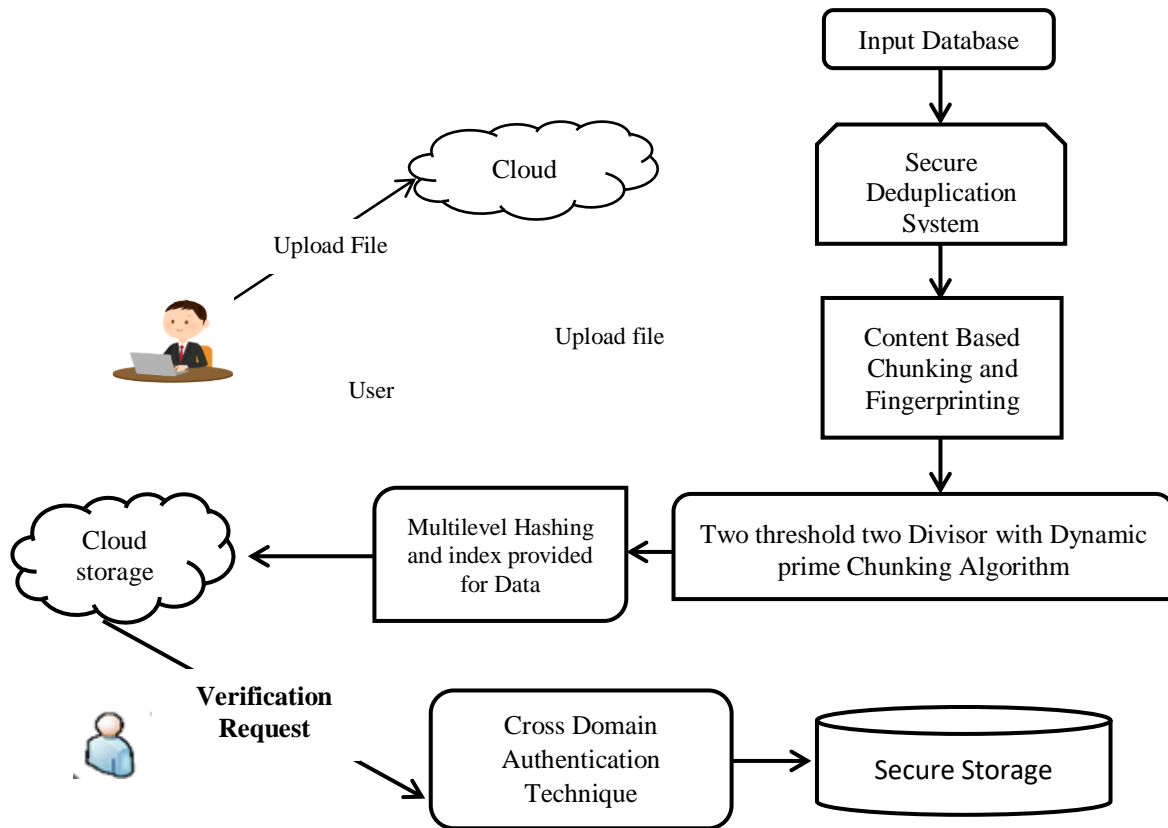 Input Database
Cloud
Secure
Deduplication
System
Upload File
Upload file
User
Content Based
Chunking and
Fingerprinting
Cloud
storage
Multilevel Hashing
and index provided
for Data
Two threshold two Divisor with Dynamic
prime Chunking Algorithm
Verification
Request
Cross Domain
Authentication
Technique
Secure Storage